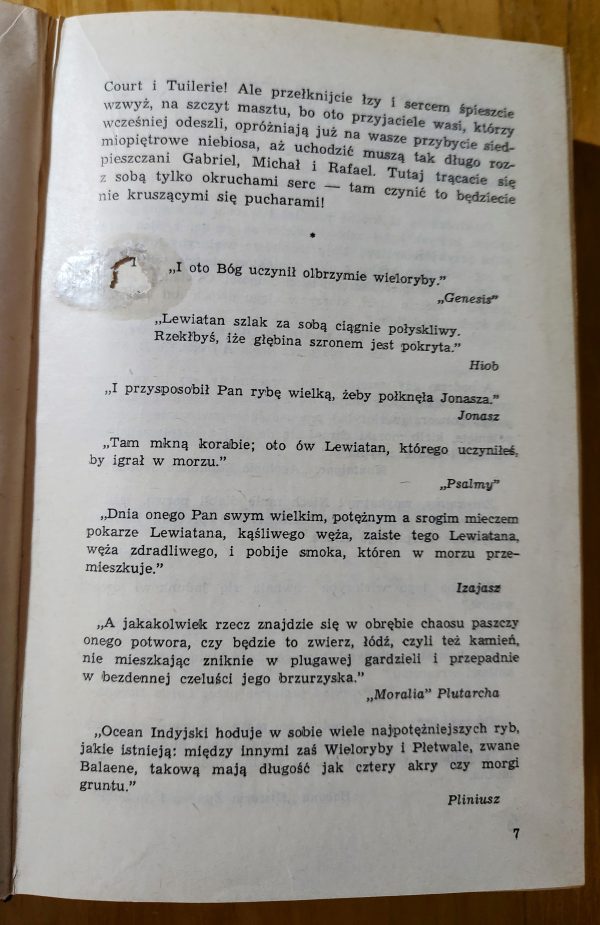 Court i Tuilerie! Ale przełknijcie łzy i sercem śpieszcie
wzwyż, na szczyt masztu, bo oto przyjaciele wasi, którzy
wcześniej odeszli, opróżniają już na wasze przybycie sied-
miopiętrowe niebiosa, aż uchodzić muszą tak długo roz-
pieszczani Gabriel, Michał i Rafael. Tutaj trącacie się
z sobą tylko okruchami serc — tam czynić to będziecie
nie kruszącymi się pucharami!
*
„I oto Bóg uczynił olbrzymie wieloryby.”
„Genesis”
„Lewiatan szlak za sobą ciągnie połyskliwy.
Rzekłbyś, iże głębina szronem jest pokryta.”
Hiob
„I przysposobił Pan rybę wielką, żeby połknęła Jonasza.”
Jonasz
„Tam mkną korabie; oto ów Lewiatan, którego uczyniłeś,
by igrał w morzu.”
„Psalmy”
„Dnia onego Pan swym wielkim, potężnym a srogim mieczem
pokarze Lewiatana, kąśliwego węża, zaiste tego Lewiatana,
węża zdradliwego, i pobije smoka, któren w morzu prze-
mieszkuje.”
Izajasz
„A jakakolwiek rzecz znajdzie się w obrębie chaosu paszczy
onego potwora, czy będzie to zwierz, łódź, czyli też kamień,
nie mieszkając zniknie w plugawej gardzieli i przepadnie
w bezdennej czeluści jego brzurzyska.”
„Moralia” Plutarcha
„Ocean Indyjski hoduje w sobie wiele najpotężniejszych ryb,
jakie istnieją: między innymi zaś Wieloryby i Pletwale, zwane
Balaene, takową mają długość jak cztery akry czy morgi
gruntu.”
Pliniusz
7